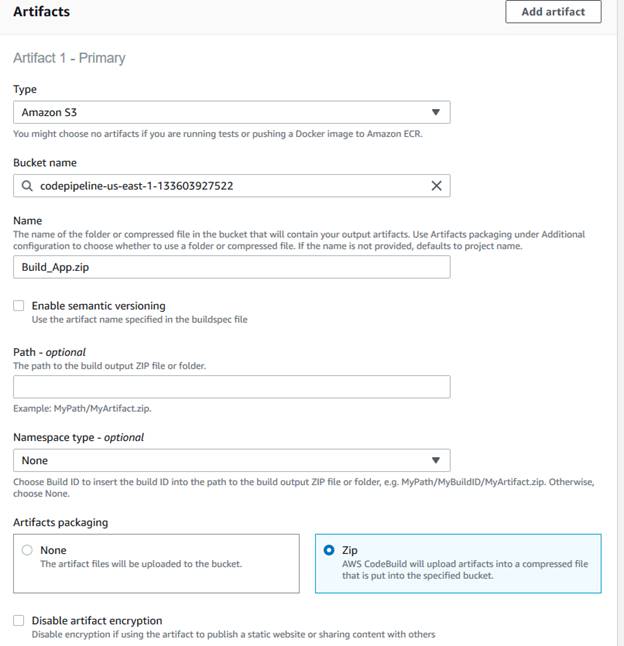 Artifacts
Add artifact
Artifact 1 - Primary
Type
Amazon S3
You might choose no artifacts if you are running tests or pushing a Docker image to Amazon ECR.
Bucket name
codepipeline-us-east-1-133603927522
Name
The name of the folder or compressed file in the bucket that will contain your output artifacts. Use Artifacts packaging under Additional
configuration to choose whether to use a folder or compressed file. If the name is not provided, defaults to project name.
Build_App.zip
Enable semantic versioning
Use the artifact name specified in the buildspec file
Path - optional
The path to the build output ZIP file or folder.
Example: MyPath/MyArtifact.zip.
Namespace type - optional
None
Choose Build ID to insert the build ID into the path to the build output ZIP file or folder, e.g. MyPath/MyBuildID/MyArtifact.zip. Otherwise,
choose None.
Artifacts packaging
None
The artifact files will be uploaded to the bucket.
Zip
AWS CodeBuild will upload artifacts into a compressed file
that is put into the specified bucket.
Disable artifact encryption
Disable encryption if using the artifact to publish a static website or sharing content with others